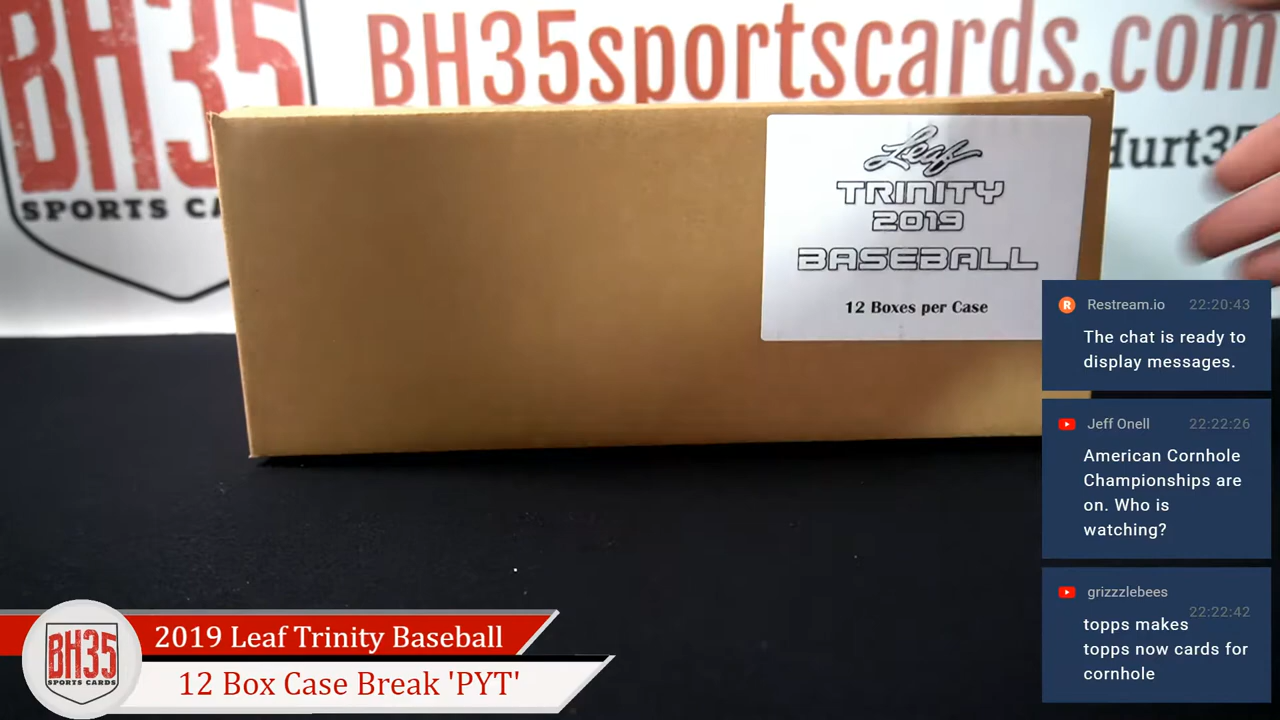 BH35
SPORTS CA
BH35sportscards.com
Hurt35
Leaf
TRINITY
2019
BASEBALL
12 Boxes per Case
Restream.io 22:20:43
The chat is ready to
display messages.
Jeff Onell 22:22:26
American Cornhole
Championships are
on. Who is
watching?
grizzzlebees
22:22:42
topps makes
topps now cards for
cornhole
BH35
SPORTS CARDS
2019 Leaf Trinity Baseball
12 Box Case Break 'PYT'